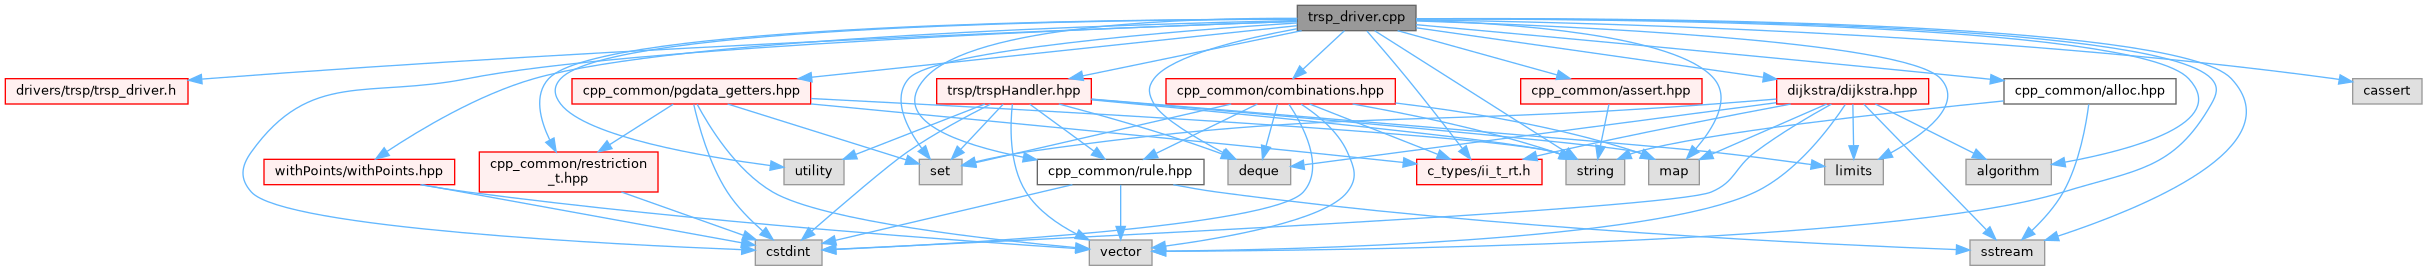 trsp_driver.cpp
drivers/trsp/trsp_driver.h
cpp_common/pgdata_getters.hpp
trsp/trspHandler.hpp
cpp_common/combinations.hpp
cpp_common/assert.hpp
dijkstra/dijkstra.hpp
cpp_common/alloc.hpp
cassert
withPoints/withPoints.hpp
cpp_common/restriction
_t.hpp
utility
set
cpp_common/rule.hpp
deque
c_types/ii_t_rt.h
string
map
limits
algorithm
cstdint
vector
sstream